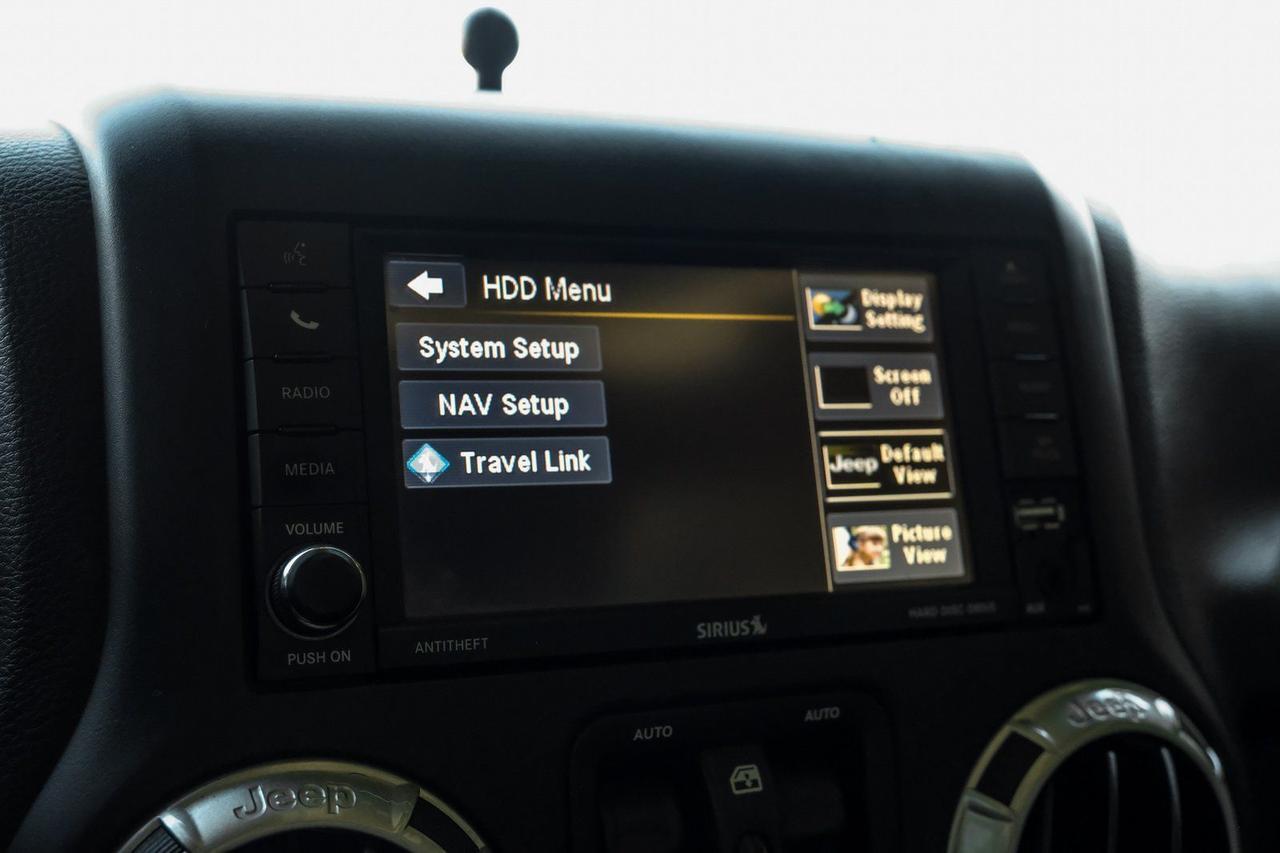 HDD Menu
System Setup
NAV Setup
Travel Link
Display
Setting
Screen
Off
Jeep
Default
View
Picture
View
RADIO
MEDIA
VOLUME
PUSH ON
ANTITHEFT
SIRIUS
HARD DISC DRIVE
AUX
AUTO
AUTO
Jeep
Jeep